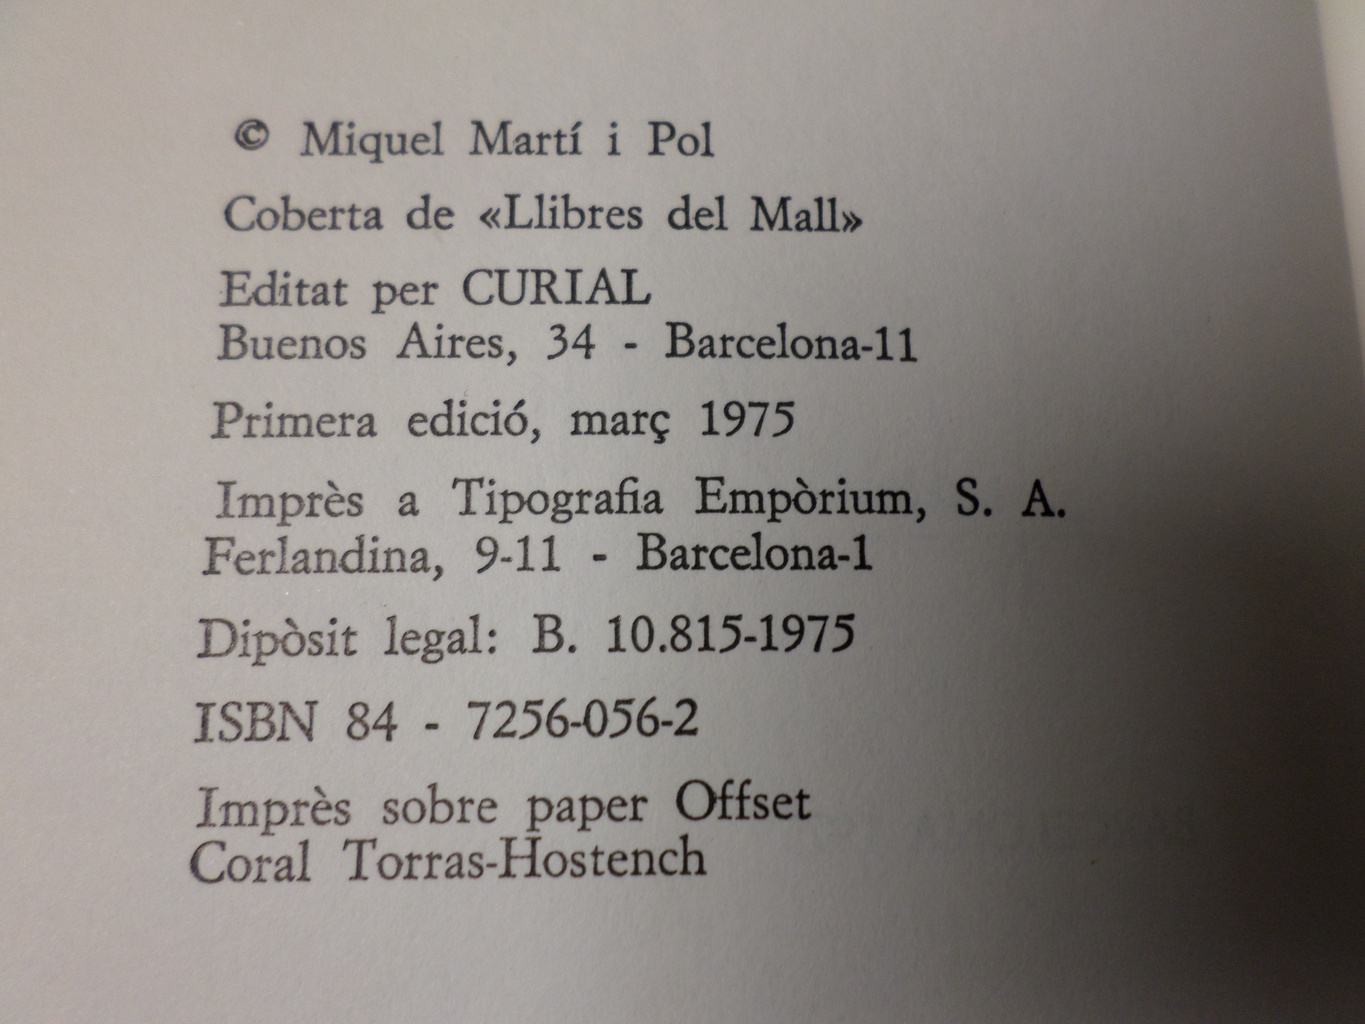 © Miquel Martí i Pol
Coberta de «Llibres del Mall»
Editat per CURIAL
Buenos Aires, 34 - Barcelona-11
Primera edició, març 1975
Imprès a Tipografia Empòrium, S. A.
Ferlandina, 9-11 - Barcelona-1
Dipòsit legal: B. 10.815-1975
ISBN 84 - 7256-056-2
Imprès sobre paper Offset
Coral Torras-Hostench